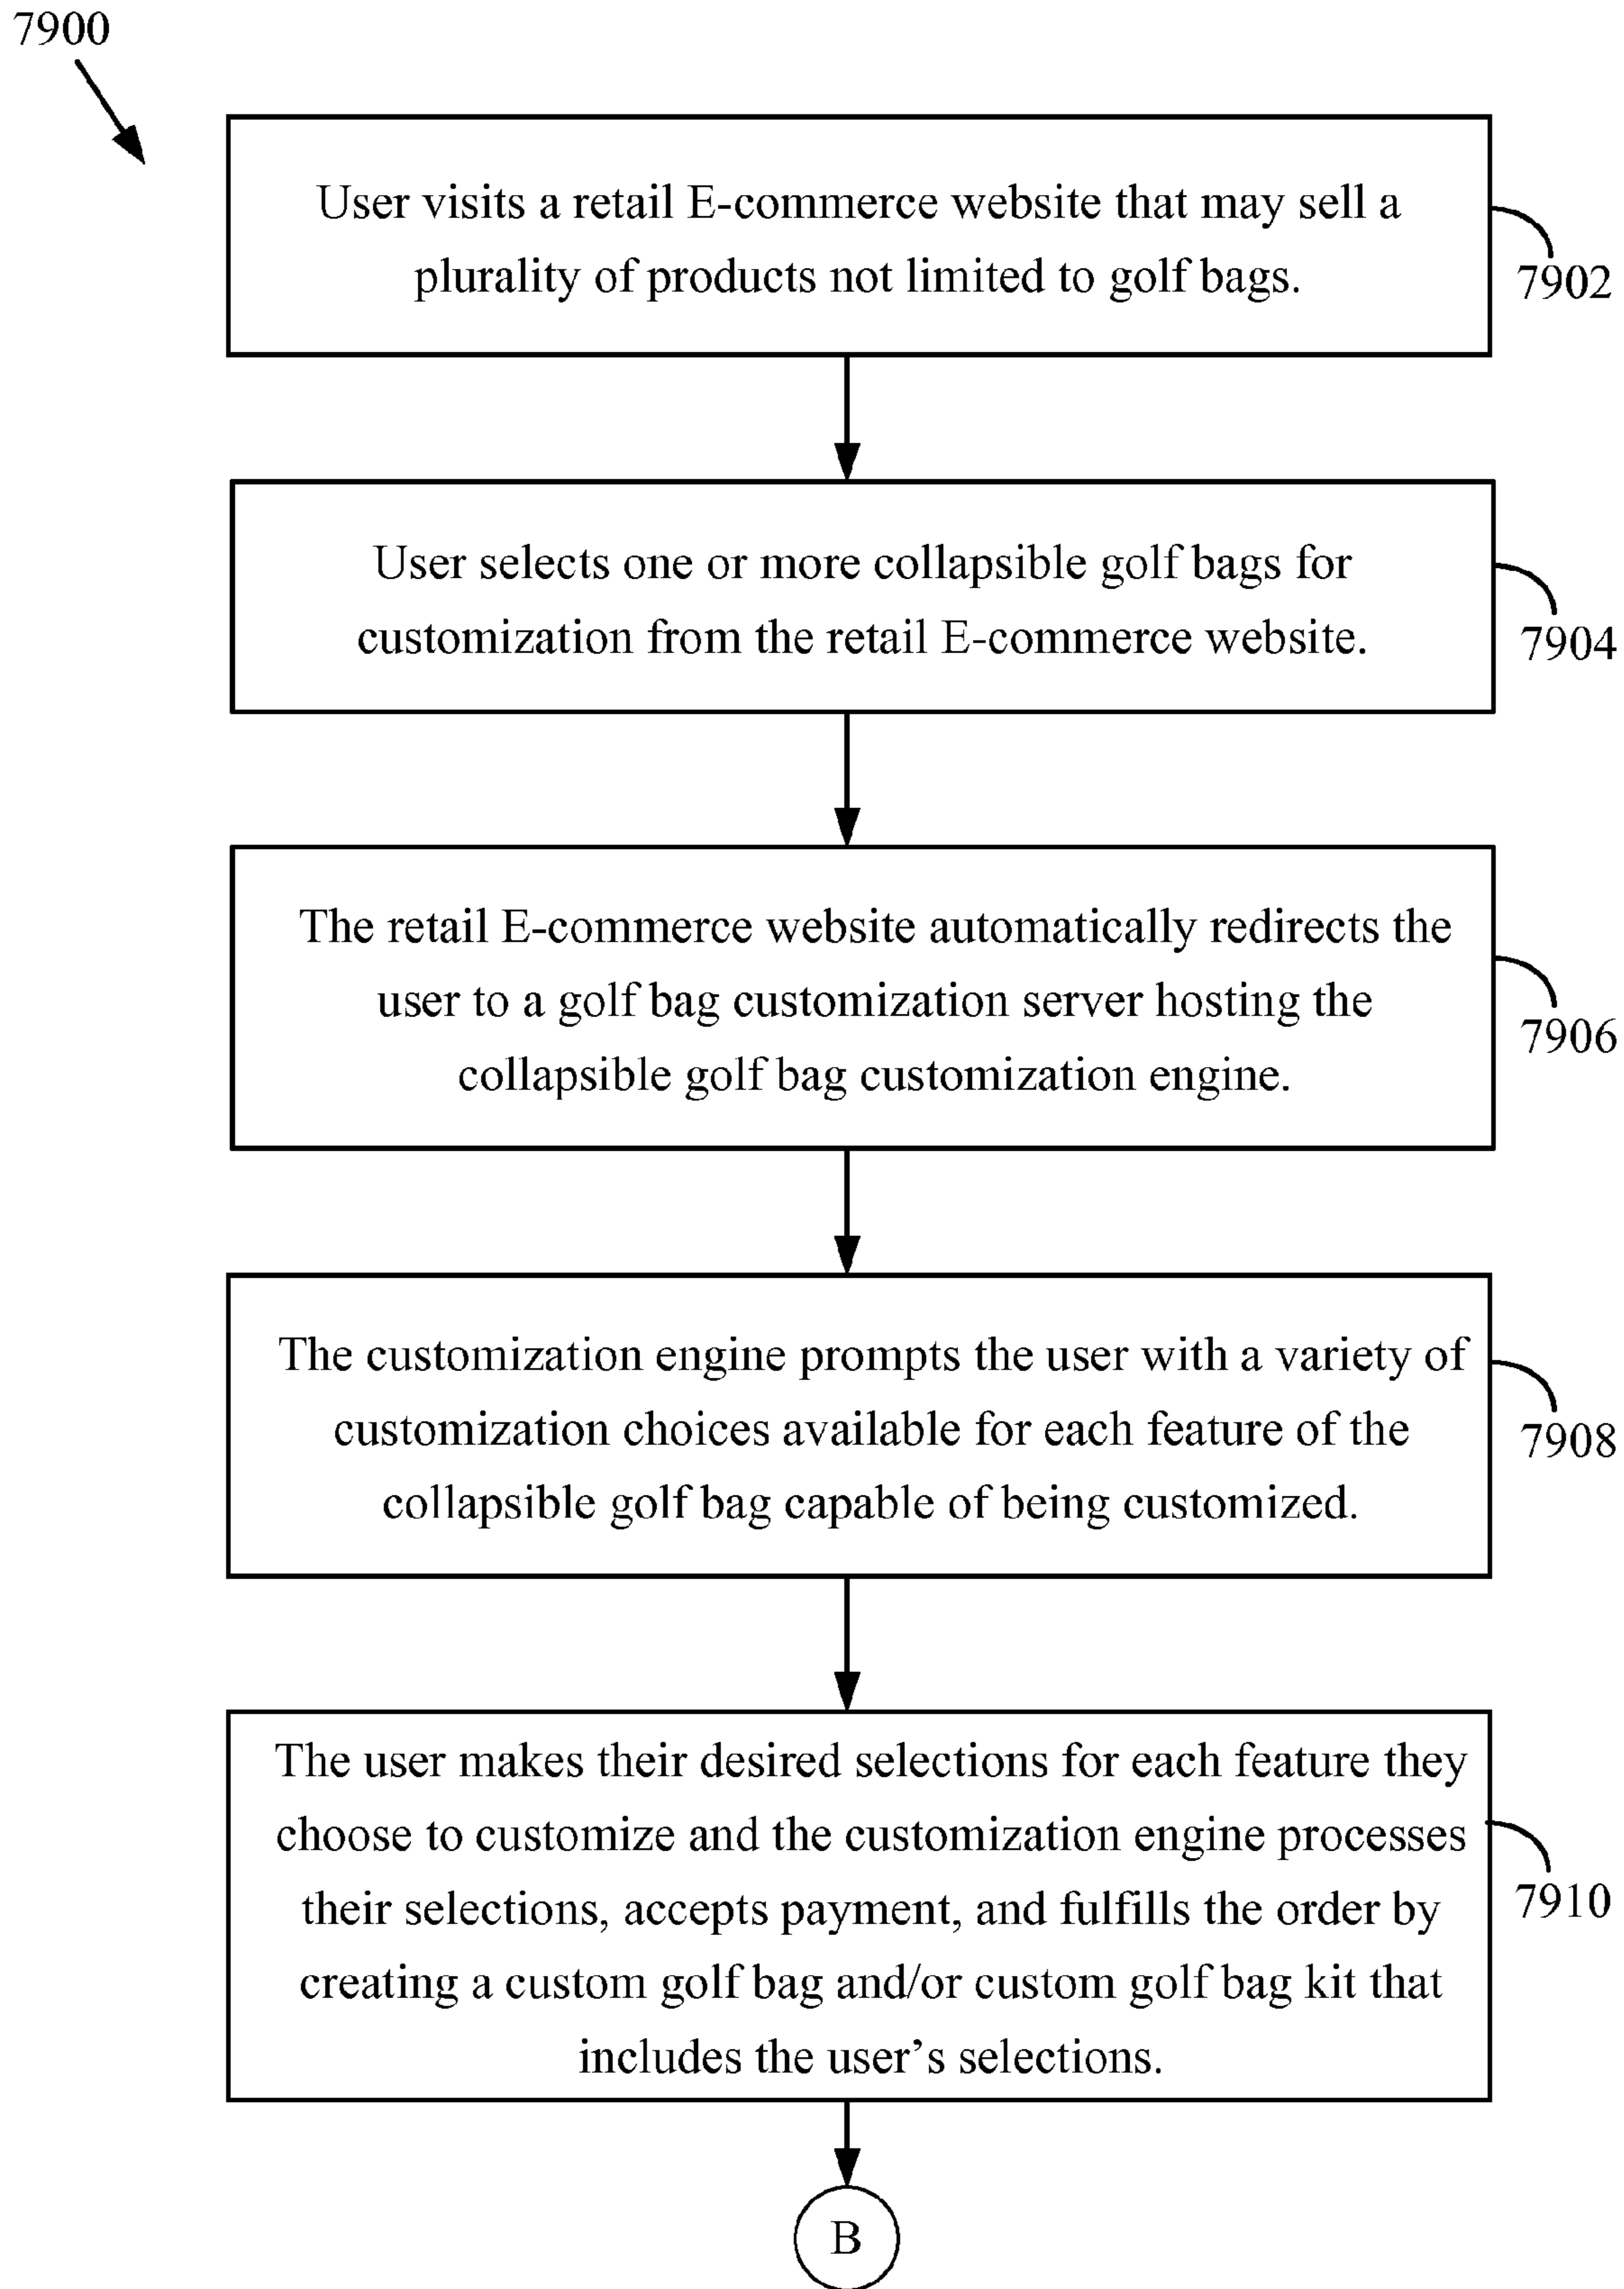 7900
User visits a retail E-commerce website that may sell a
plurality of products not limited to golf bags.
7902
User selects one or more collapsible golf bags for
customization from the retail E-commerce website.
7904
The retail E-commerce website automatically redirects the
user to a golf bag customization server hosting the
collapsible golf bag customization engine.
7906
The customization engine prompts the user with a variety of
customization choices available for each feature of the
collapsible golf bag capable of being customized.
7908
The user makes their desired selections for each feature they
choose to customize and the customization engine processes
their selections, accepts payment, and fulfills the order by
creating a custom golf bag and/or custom golf bag kit that
includes the user’s selections.
7910
B